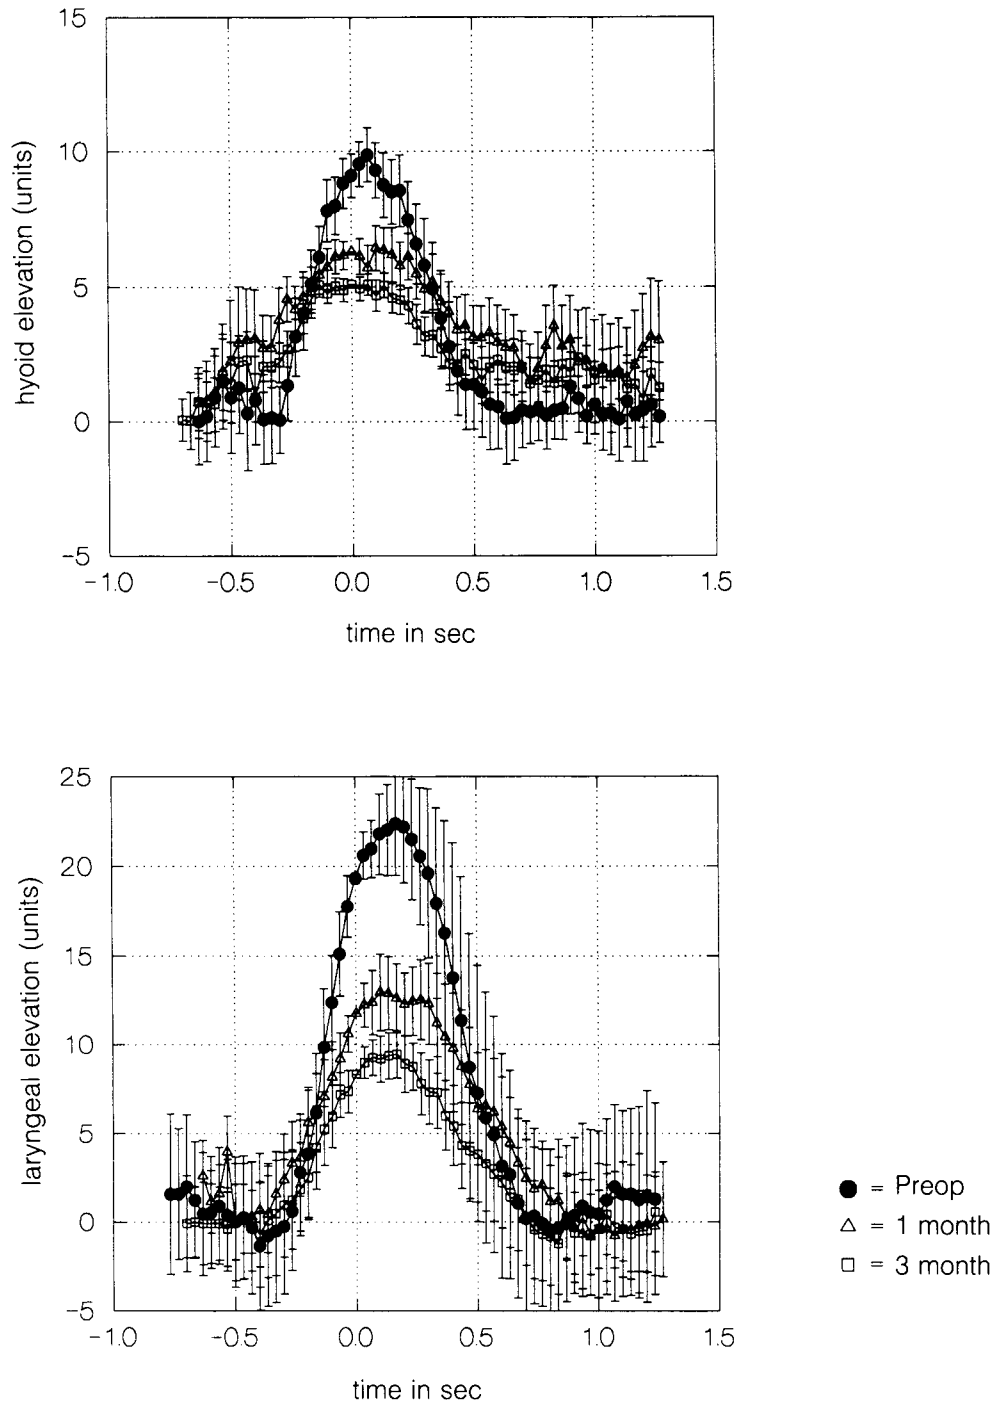 15
10
5
0
-5
hyoid elevation (units)
-1.0 -0.5 0.0 0.5 1.0 1.5
time in sec
25
20
15
10
5
0
-5
laryngeal elevation (units)
-1.0 -0.5 0.0 0.5 1.0 1.5
time in sec
= Preop
= 1 month
= 3 month